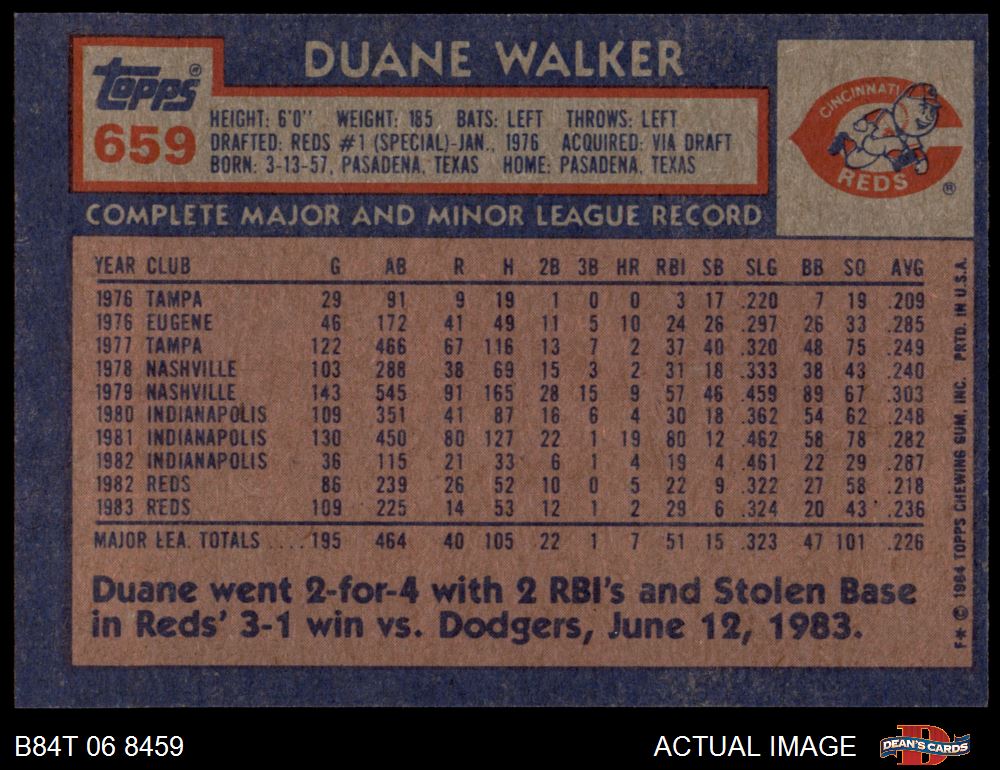 topps®
659
DUANE WALKER
HEIGHT: 6'0" WEIGHT: 185 BATS: LEFT THROWS: LEFT
DRAFTED: REDS #1 (SPECIAL)-JAN., 1976 ACQUIRED: VIA DRAFT
BORN: 3-13-57, PASADENA, TEXAS HOME: PASADENA, TEXAS
CINCINNATI
REDS
®
COMPLETE MAJOR AND MINOR LEAGUE RECORD
YEAR CLUB G AB R H 2B 3B HR RBI SB SLG BB SO AVG
1976 TAMPA 29 91 9 19 1 0 0 3 17 .220 7 19 .209
1976 EUGENE 46 172 41 49 11 5 10 24 26 .297 26 33 .285
1977 TAMPA 122 466 67 116 13 7 2 37 40 .320 48 75 .249
1978 NASHVILLE 103 288 38 69 15 3 2 31 18 .333 38 43 .240
1979 NASHVILLE 143 545 91 165 28 15 9 57 46 .459 89 67 .303
1980 INDIANAPOLIS 109 351 41 87 16 6 4 30 18 .362 54 62 .248
1981 INDIANAPOLIS 130 450 80 127 22 1 19 80 12 .462 58 78 .282
1982 INDIANAPOLIS 36 115 21 33 6 1 4 19 4 .461 22 29 .287
1982 REDS 86 239 26 52 10 0 5 22 9 .322 27 58 .218
1983 REDS 109 225 14 53 12 1 2 29 6 .324 20 43 .236
MAJOR LEA. TOTALS .... 195 464 40 105 22 1 7 51 15 .323 47 101 .226
Duane went 2-for-4 with 2 RBI's and Stolen Base
in Reds' 3-1 win vs. Dodgers, June 12, 1983.
F* © 1984 TOPPS CHEWING GUM, INC. PRTD. IN U.S.A.
B84T 06 8459
ACTUAL IMAGE
DEAN'S CARDS